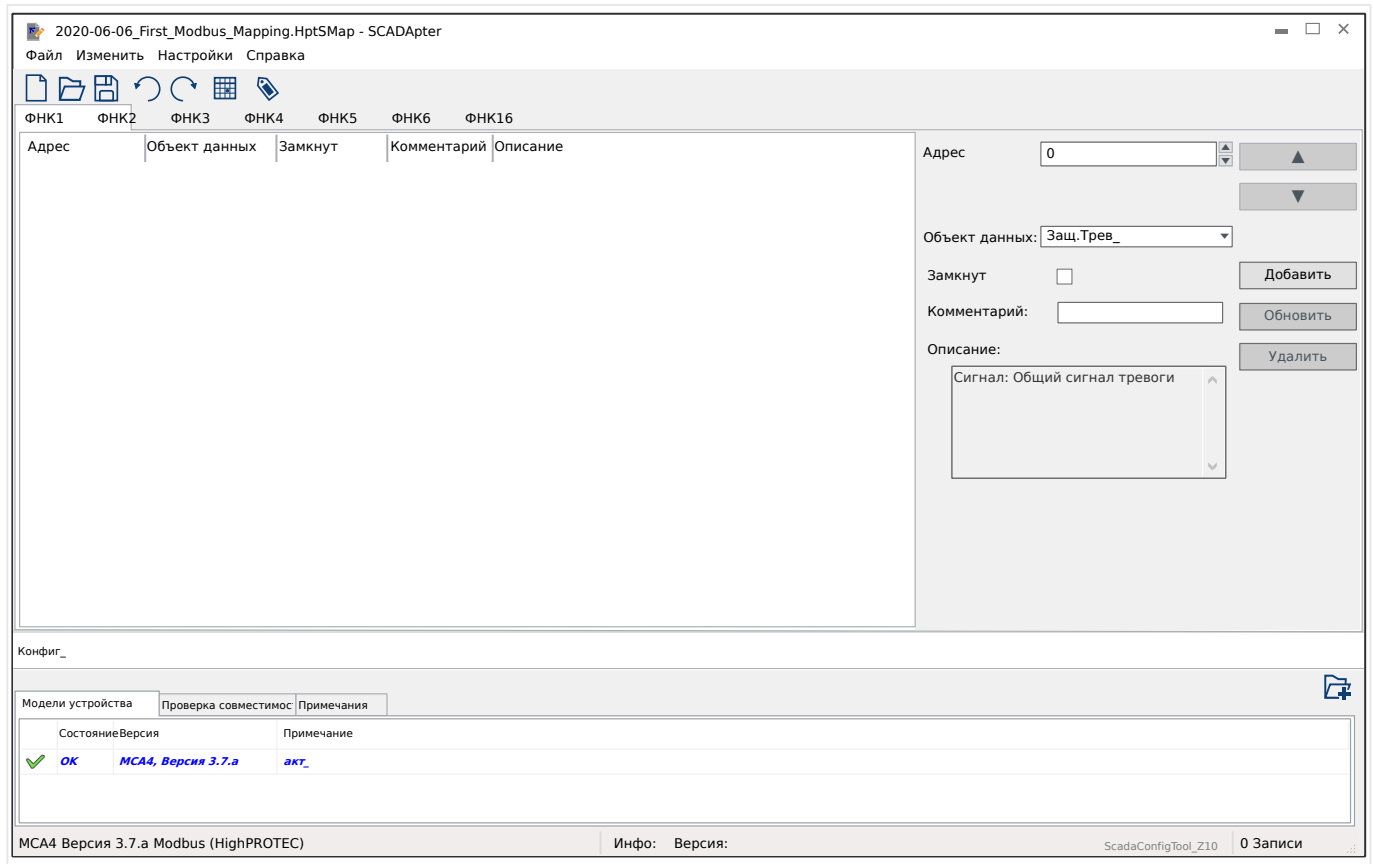 2020-06-06_First_Modbus_Mapping.HptSMap - SCADApter
Файл Изменить Настройки Справка
ФНК1 ФНК2 ФНК3 ФНК4 ФНК5 ФНК6 ФНК16
Адрес Объект данных Замкнут Комментарий Описание
Адрес 0
Объект данных: Защ.Трев_
Замкнут Добавить
Комментарий: Обновить
Описание: Удалить
Сигнал: Общий сигнал тревоги
Конфиг_
Модели устройства Проверка совместимос Примечания
Состояние Версия Примечание
OK MCA4, Версия 3.7.a акт_
MCA4 Версия 3.7.a Modbus (HighPROTEC) Инфо: Версия: ScadaConfigTool_Z10 0 Записи